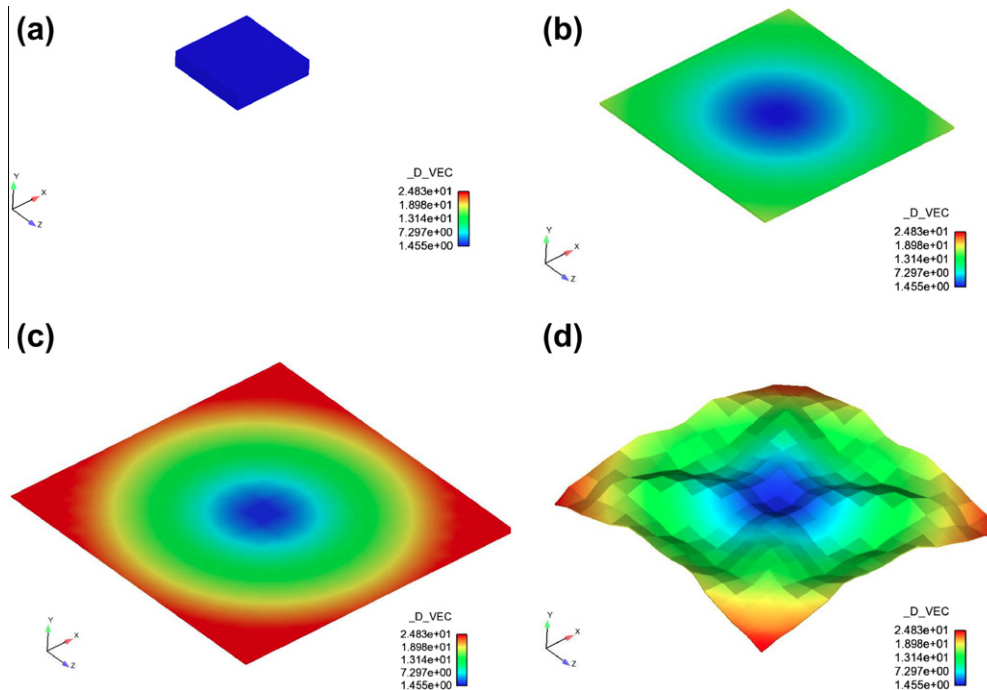 (a)
Y
X
Z
_D_VEC
2.483e+01
1.898e+01
1.314e+01
7.297e+00
1.455e+00
(b)
Y
X
Z
_D_VEC
2.483e+01
1.898e+01
1.314e+01
7.297e+00
1.455e+00
(c)
Y
X
Z
_D_VEC
2.483e+01
1.898e+01
1.314e+01
7.297e+00
1.455e+00
(d)
Y
X
Z
_D_VEC
2.483e+01
1.898e+01
1.314e+01
7.297e+00
1.455e+00